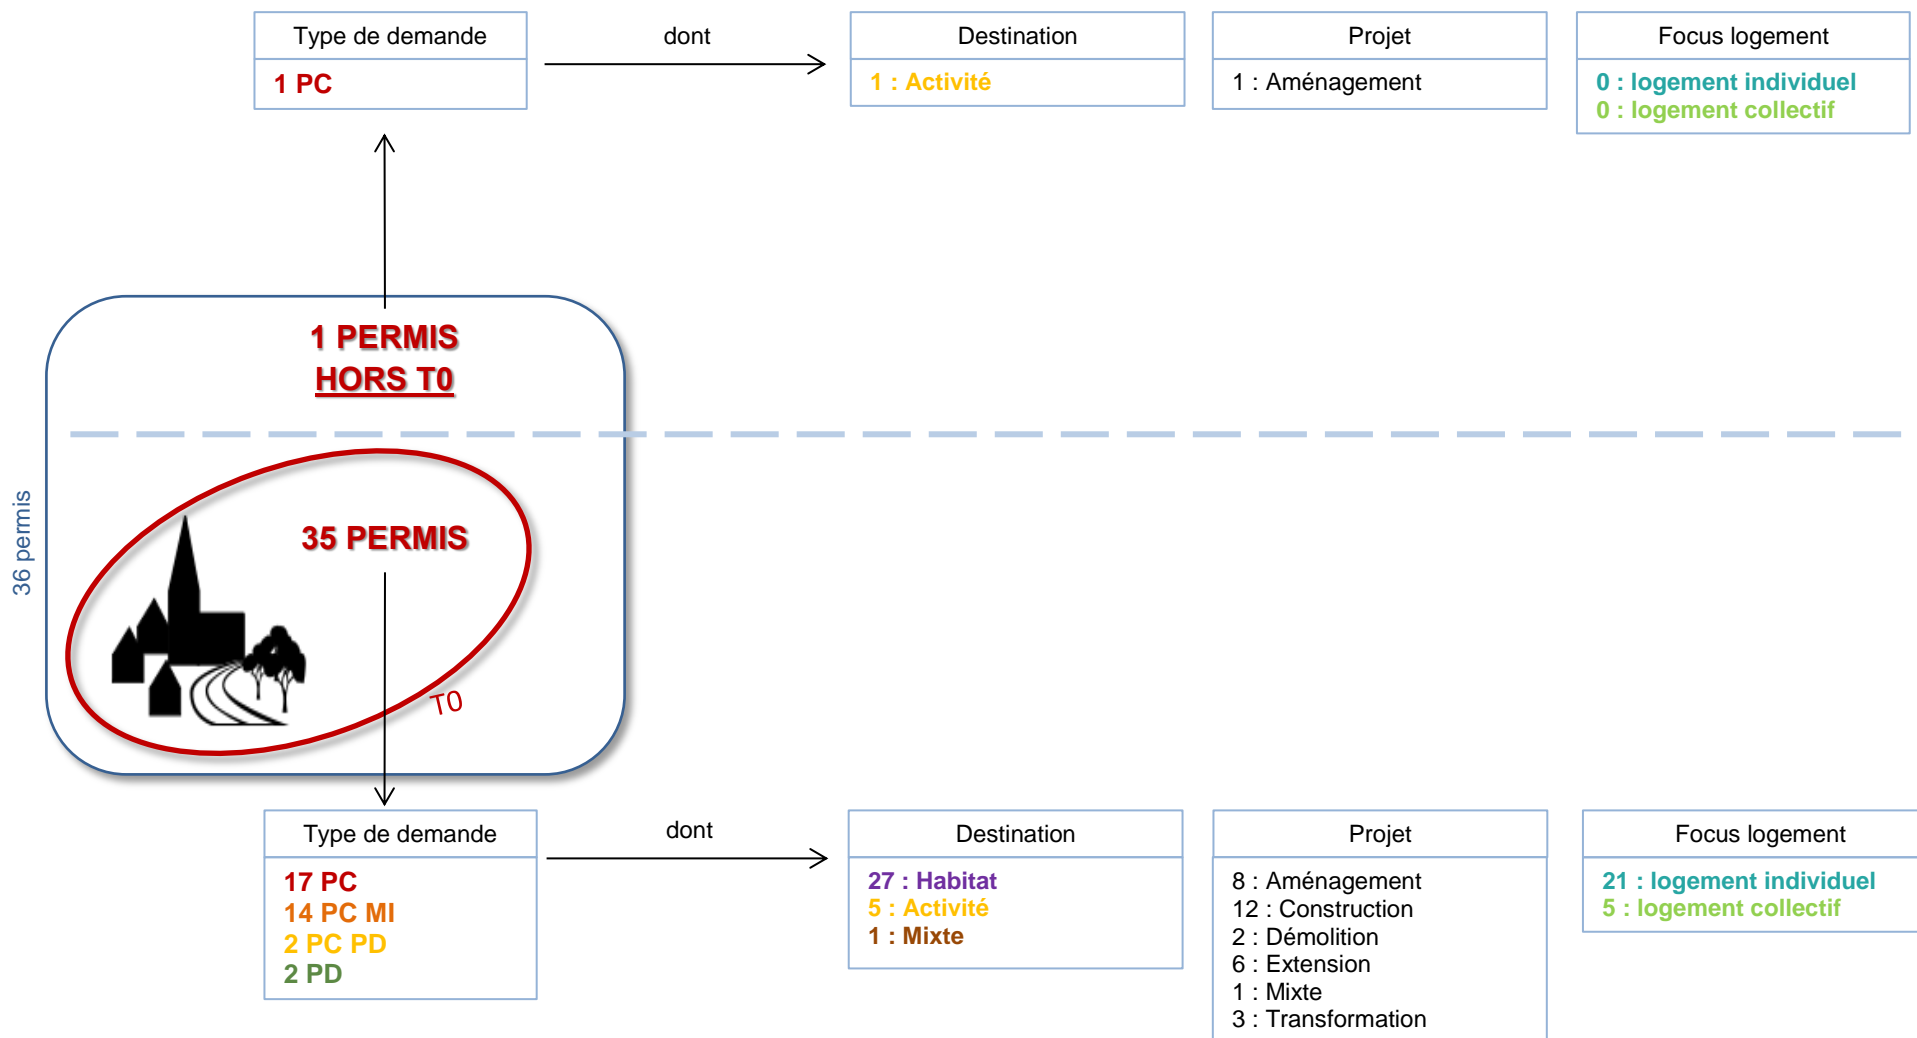 Type de demande
1 PC
dont
Destination
1 : Activité
Projet
1 : Aménagement
Focus logement
0 : logement individuel
0 : logement collectif
1 PERMIS
HORS T0
36 permis
35 PERMIS
T0
Type de demande
17 PC
14 PC MI
2 PC PD
2 PD
dont
Destination
27 : Habitat
5 : Activité
1 : Mixte
Projet
8 : Aménagement
12 : Construction
2 : Démolition
6 : Extension
1 : Mixte
3 : Transformation
Focus logement
21 : logement individuel
5 : logement collectif